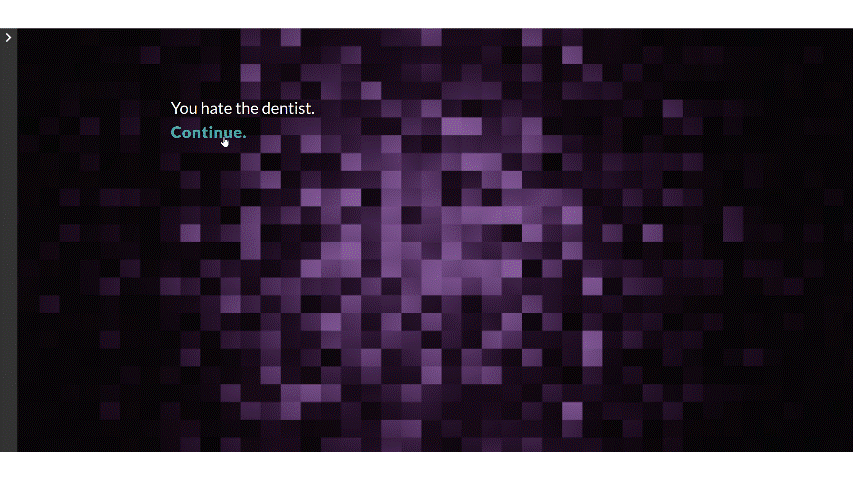 You hate the dentist.
Continue.